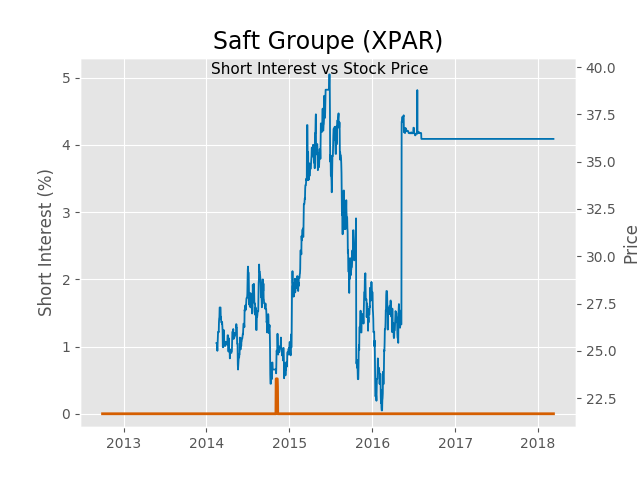 Saft Groupe (XPAR)
Short Interest vs Stock Price
Short Interest (%)
5
4
3
2
1
0
40.0
37.5
35.0
32.5
30.0
27.5
25.0
22.5
Price
2013 2014 2015 2016 2017 2018